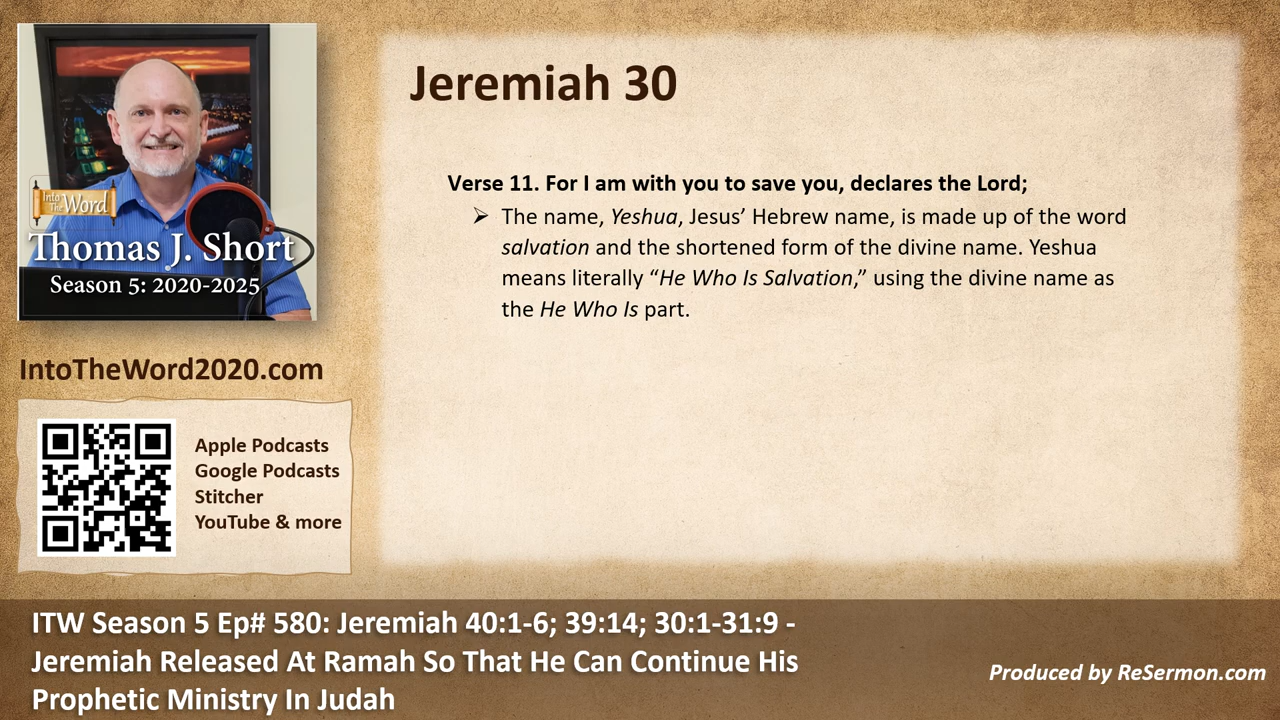 Into
The Word
Thomas J. Short
Season 5: 2020-2025
IntoTheWord2020.com
Apple Podcasts
Google Podcasts
Stitcher
YouTube & more
Jeremiah 30
Verse 11. For I am with you to save you, declares the Lord;
➢ The name, Yeshua, Jesus’ Hebrew name, is made up of the word
salvation and the shortened form of the divine name. Yeshua
means literally “He Who Is Salvation,” using the divine name as
the He Who Is part.
ITW Season 5 Ep# 580: Jeremiah 40:1-6; 39:14; 30:1-31:9 -
Jeremiah Released At Ramah So That He Can Continue His
Prophetic Ministry In Judah
Produced by ReSermon.com